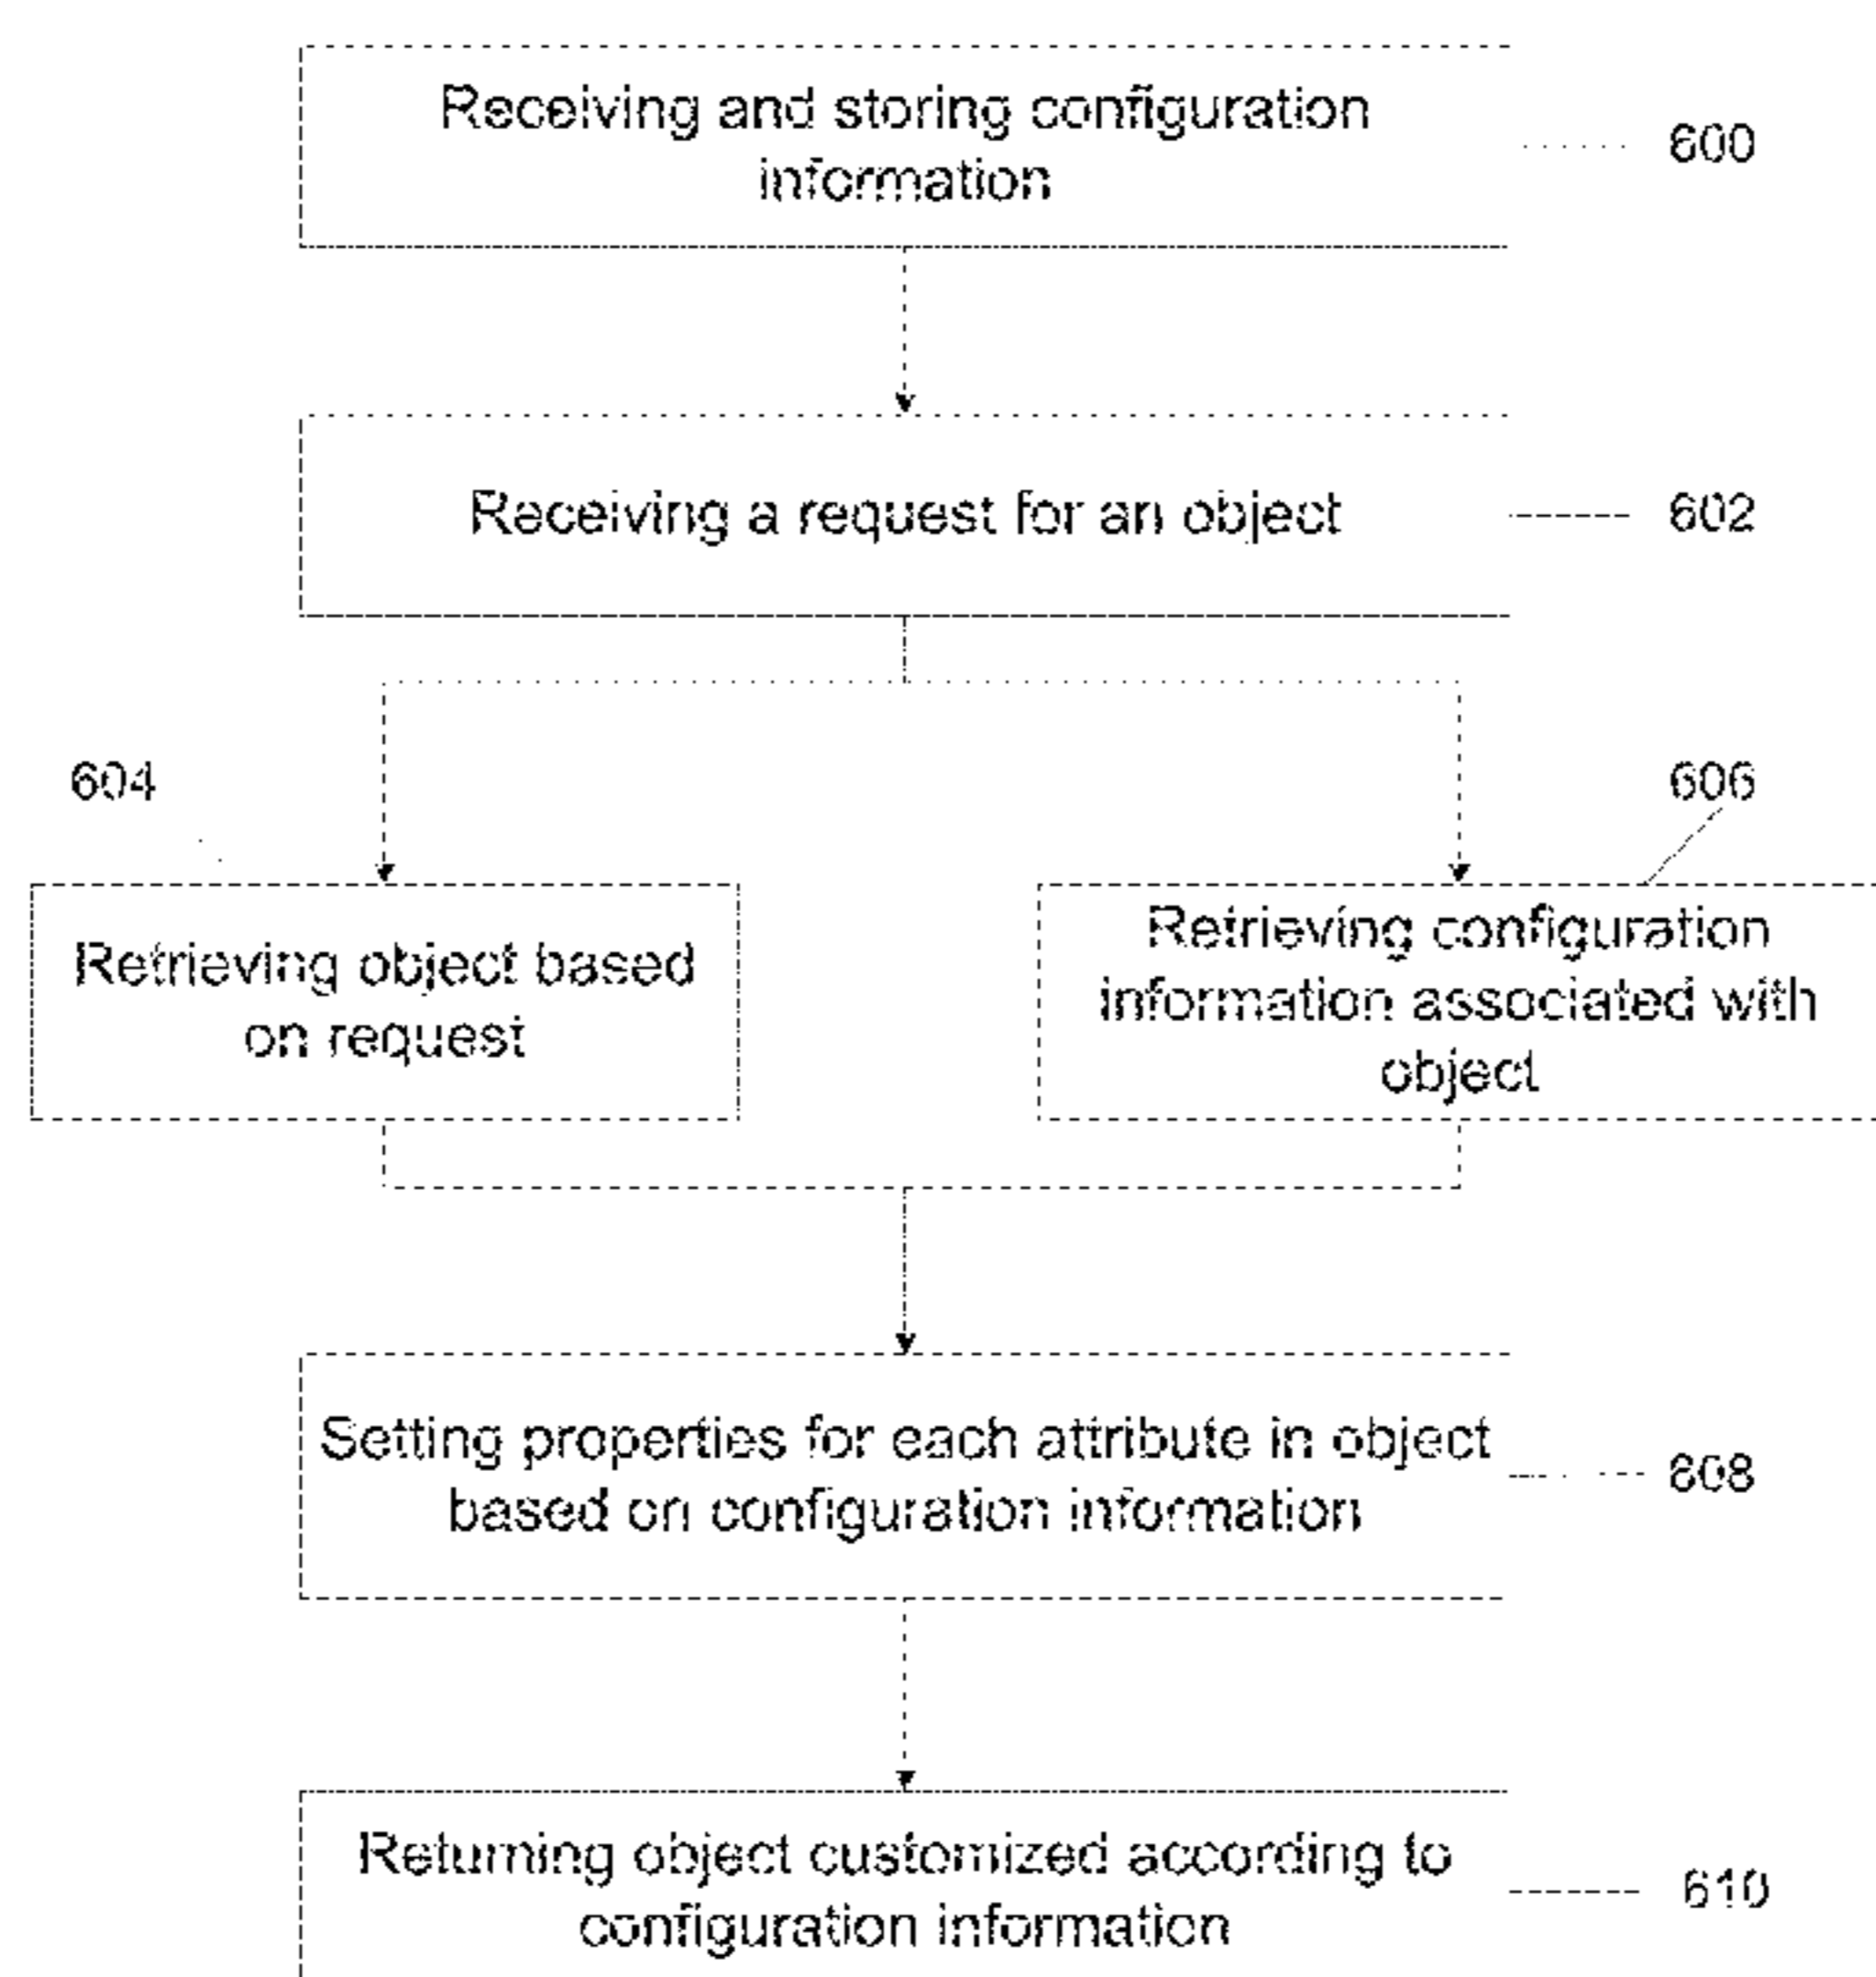 Receiving and storing configuration
information
600
Receiving a request for an object
602
604
606
Retrieving object based
on request
Retrieving configuration
information associated with
object
Setting properties for each attribute in object
based on configuration information
608
Returning object customized according to
configuration information
610